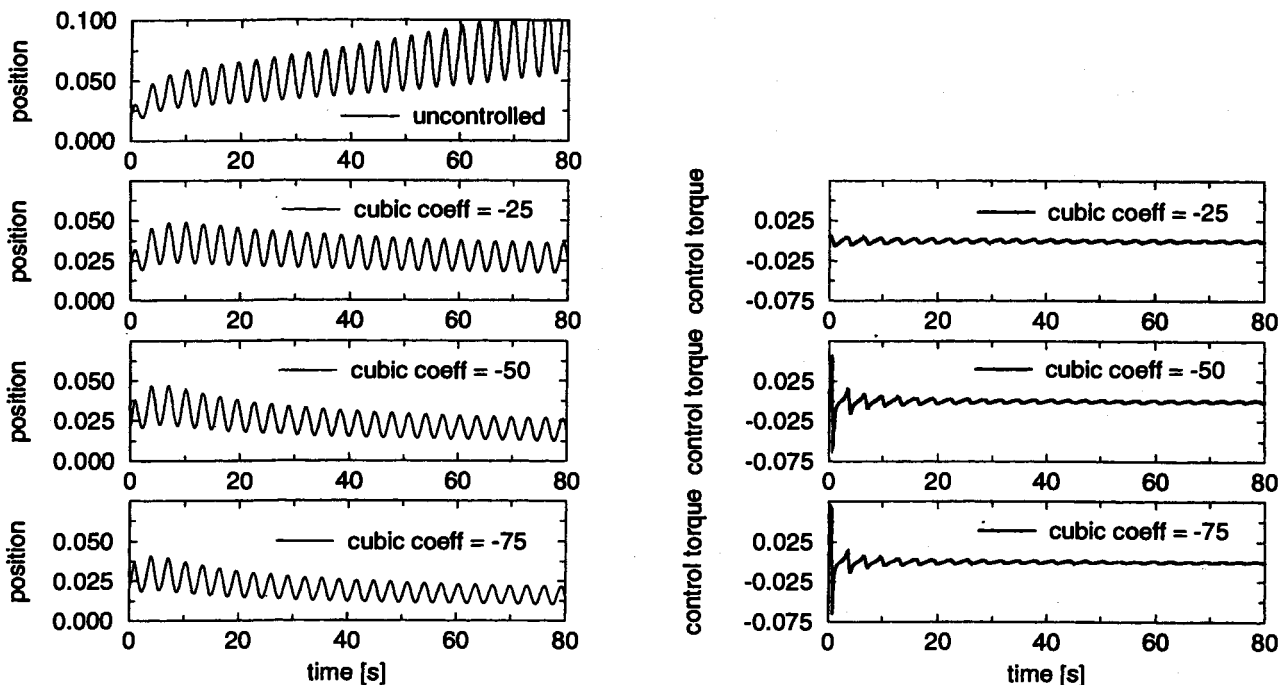 position
0.100
0.050
0.000
uncontrolled
0 20 40 60 80
position
0.050
0.025
0.000
cubic coeff = -25
0 20 40 60 80
position
0.050
0.025
0.000
cubic coeff = -50
0 20 40 60 80
position
0.050
0.025
0.000
cubic coeff = -75
0 20 40 60 80
time [s]
control torque
0.025
-0.025
-0.075
cubic coeff = -25
0 20 40 60 80
control torque
0.025
-0.025
-0.075
cubic coeff = -50
0 20 40 60 80
control torque
0.025
-0.025
-0.075
cubic coeff = -75
0 20 40 60 80
time [s]